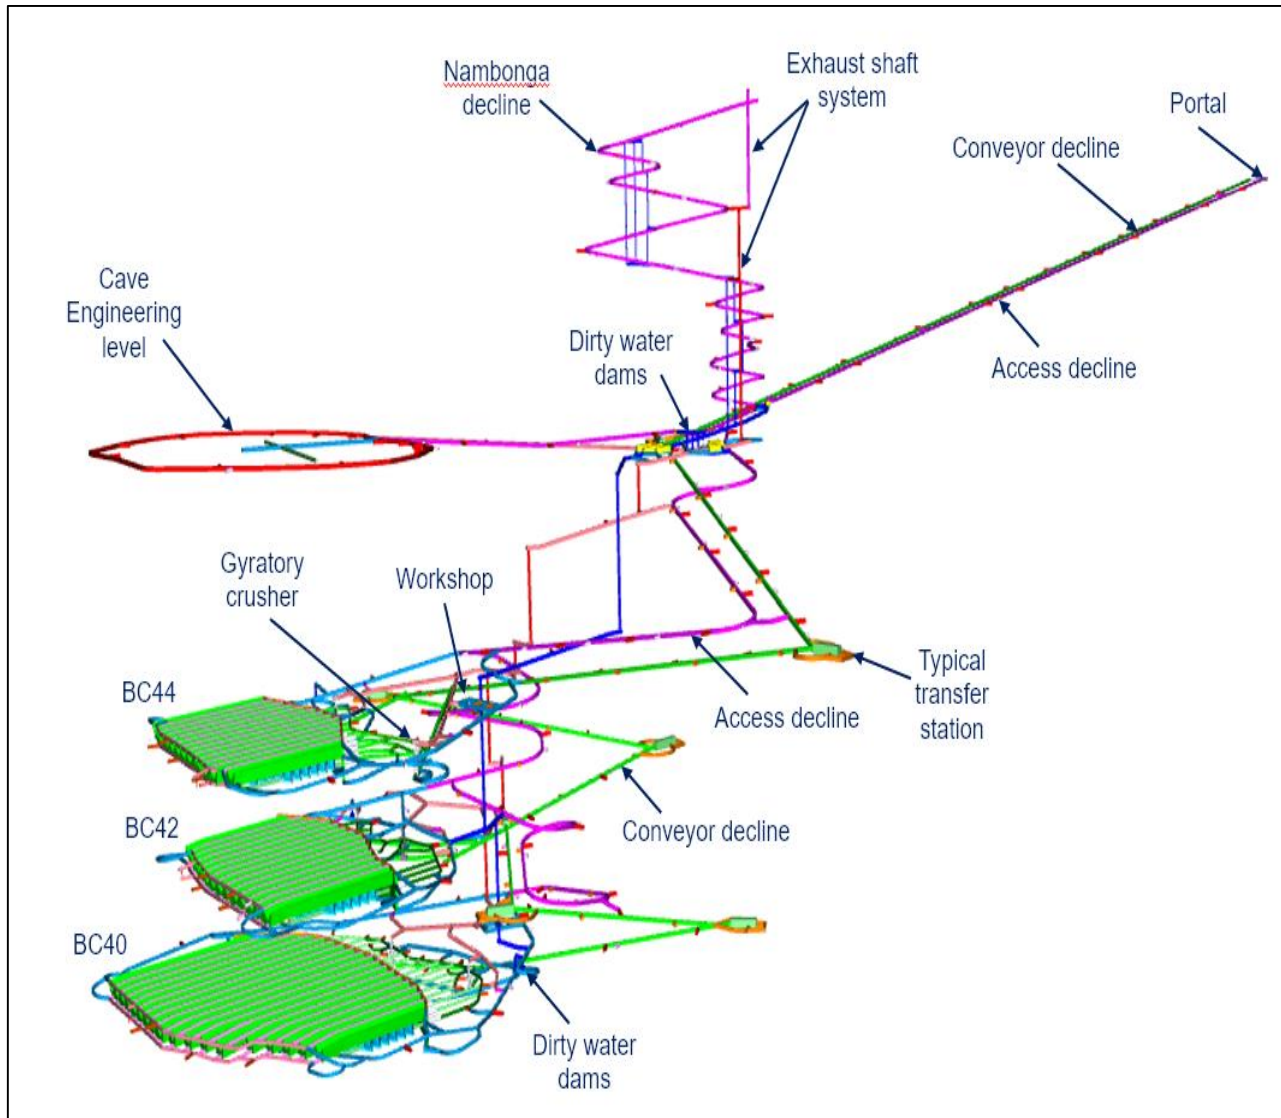 Nambonga
decline
Exhaust shaft
system
Portal
Conveyor decline
Cave
Engineering
level
Dirty water
dams
Access decline
Gyratory
crusher
Workshop
BC44
Typical
transfer
station
Access decline
BC42
Conveyor decline
BC40
Dirty water
dams